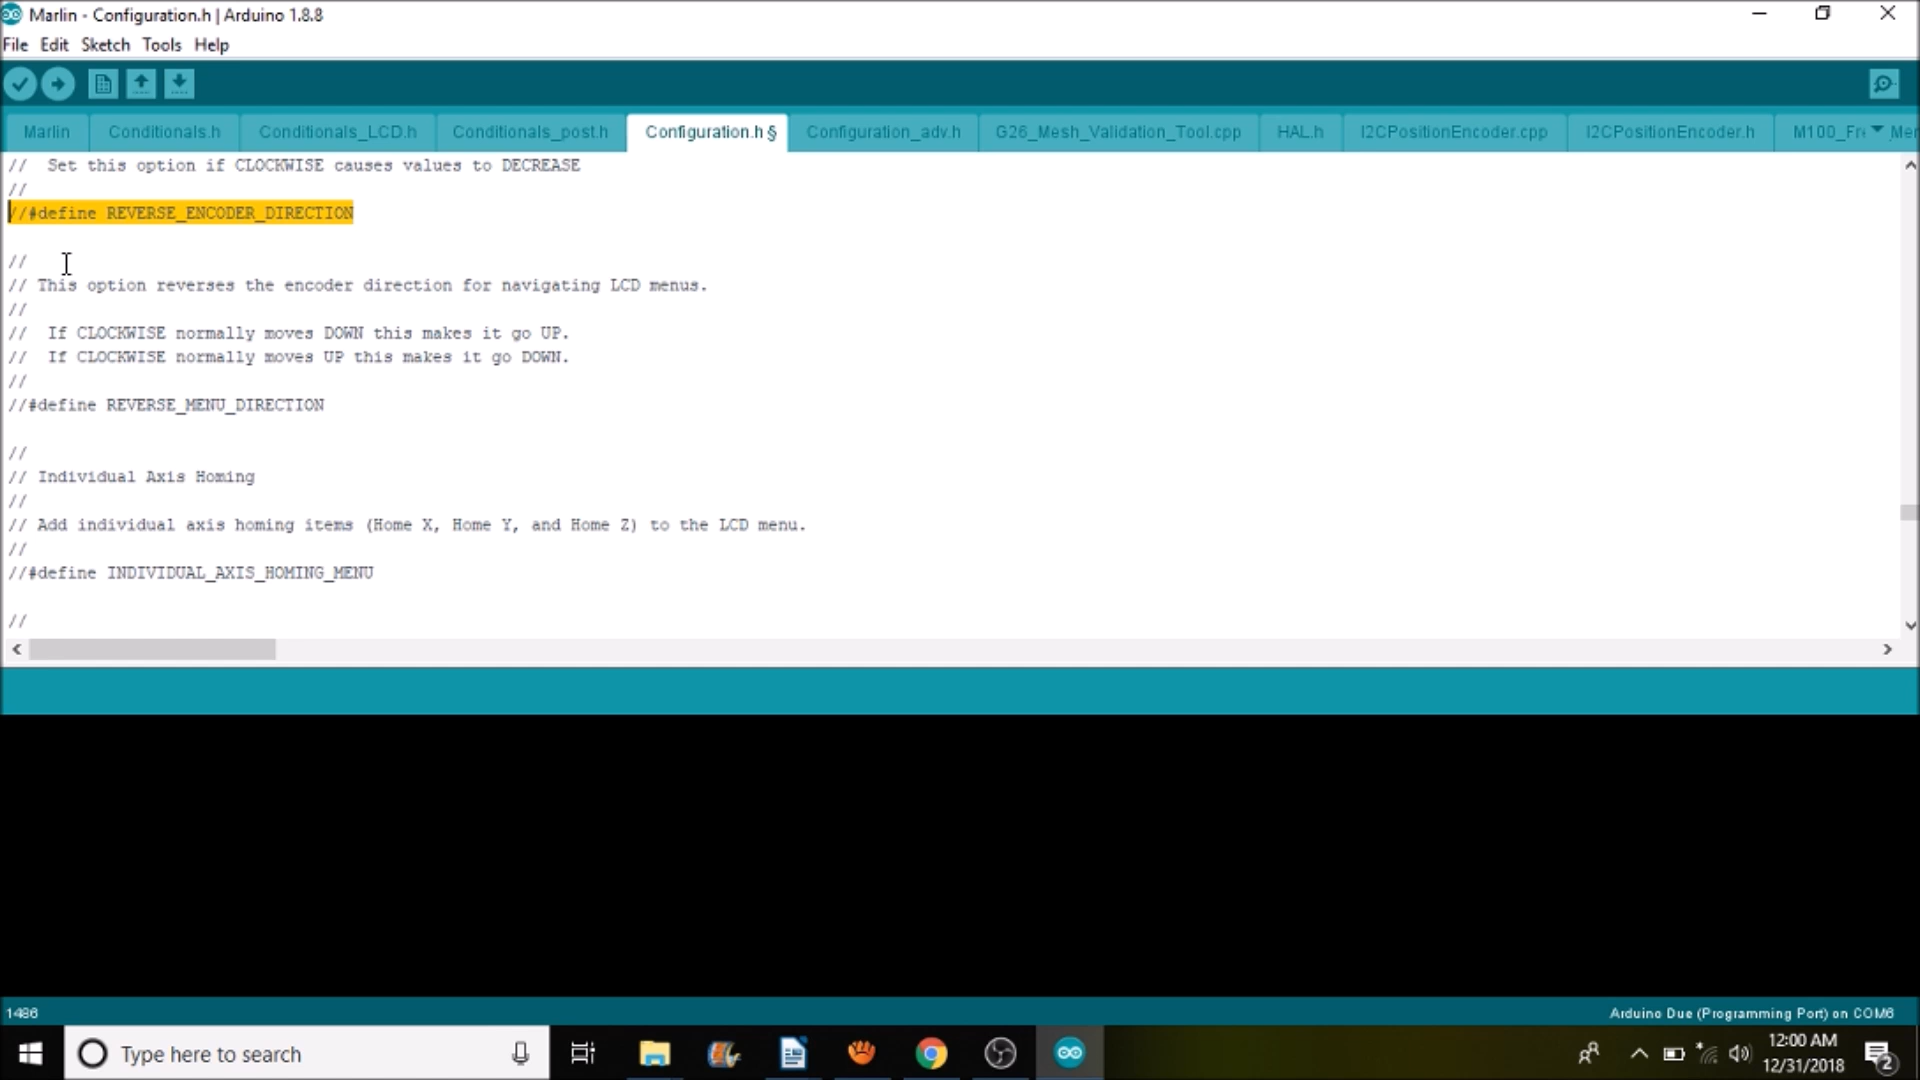 Marlin - Configuration.h | Arduino 1.8.8
File Edit Sketch Tools Help
Marlin Conditionals.h Conditionals_LCD.h Conditionals_post.h Configuration.h § Configuration_adv.h G26_Mesh_Validation_Tool.cpp HAL.h I2CPositionEncoder.cpp I2CPositionEncoder.h M100_Fre Mer
// Set this option if CLOCKWISE causes values to DECREASE
//
//#define REVERSE_ENCODER_DIRECTION
//
// This option reverses the encoder direction for navigating LCD menus.
//
// If CLOCKWISE normally moves DOWN this makes it go UP.
// If CLOCKWISE normally moves UP this makes it go DOWN.
//
//#define REVERSE_MENU_DIRECTION
//
// Individual Axis Homing
//
// Add individual axis homing items (Home X, Home Y, and Home Z) to the LCD menu.
//
//#define INDIVIDUAL_AXIS_HOMING_MENU
//
1486 Arduino Due (Programming Port) on COM6
Type here to search
12:00 AM
12/31/2018
2